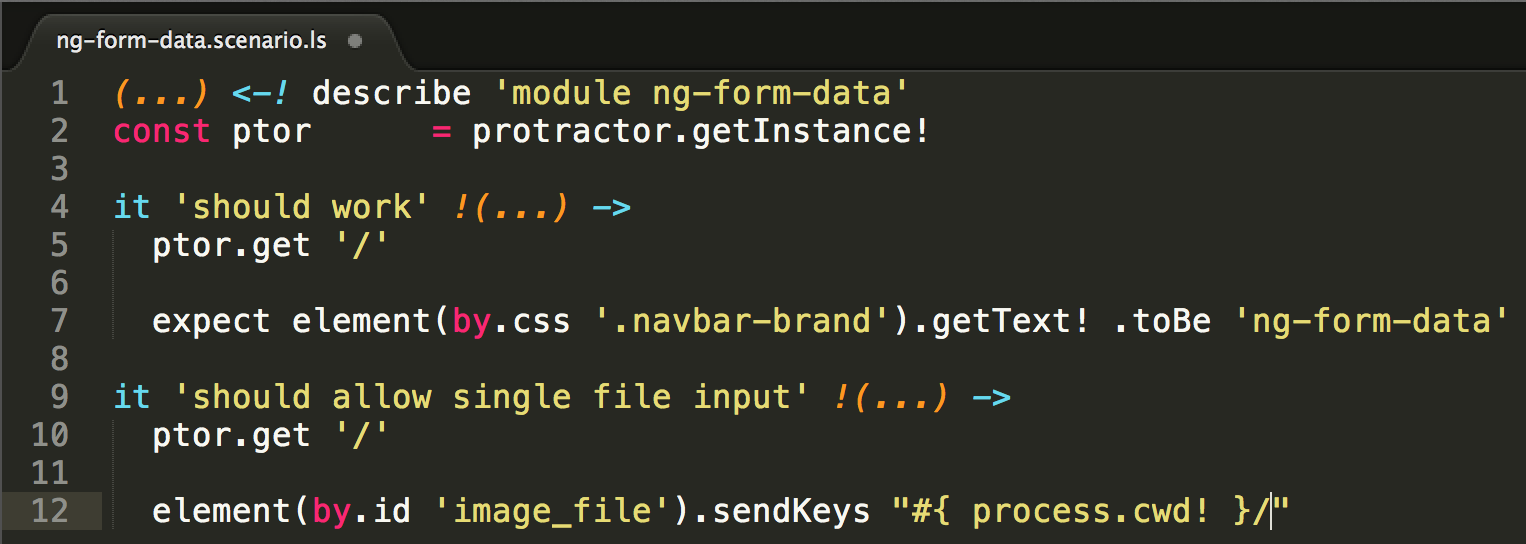 ng-form-data.scenario.ls
1 (...) <-! describe 'module ng-form-data'
2 const ptor      = protractor.getInstance!
3
4 it 'should work' !(...) ->
5   ptor.get '/'
6
7   expect element(by.css '.navbar-brand').getText! .toBe 'ng-form-data'
8
9 it 'should allow single file input' !(...) ->
10   ptor.get '/'
11
12   element(by.id 'image_file').sendKeys "#{ process.cwd! }/"